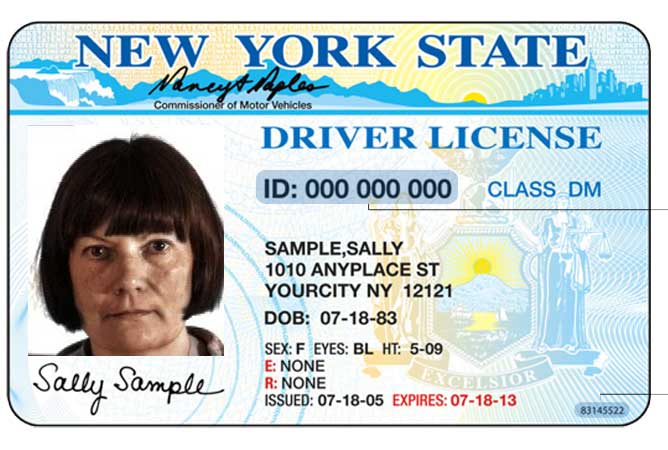 NEW YORK STATE
Nancy A Naples
Commissioner of Motor Vehicles
DRIVER LICENSE
ID: 000 000 000 CLASS DM
SAMPLE,SALLY
1010 ANYPLACE ST
YOURCITY NY 12121
DOB: 07-18-83
SEX: F EYES: BL HT: 5-09
E: NONE
R: NONE
ISSUED: 07-18-05 EXPIRES: 07-18-13
Sally Sample
EXCELSIOR
83145522